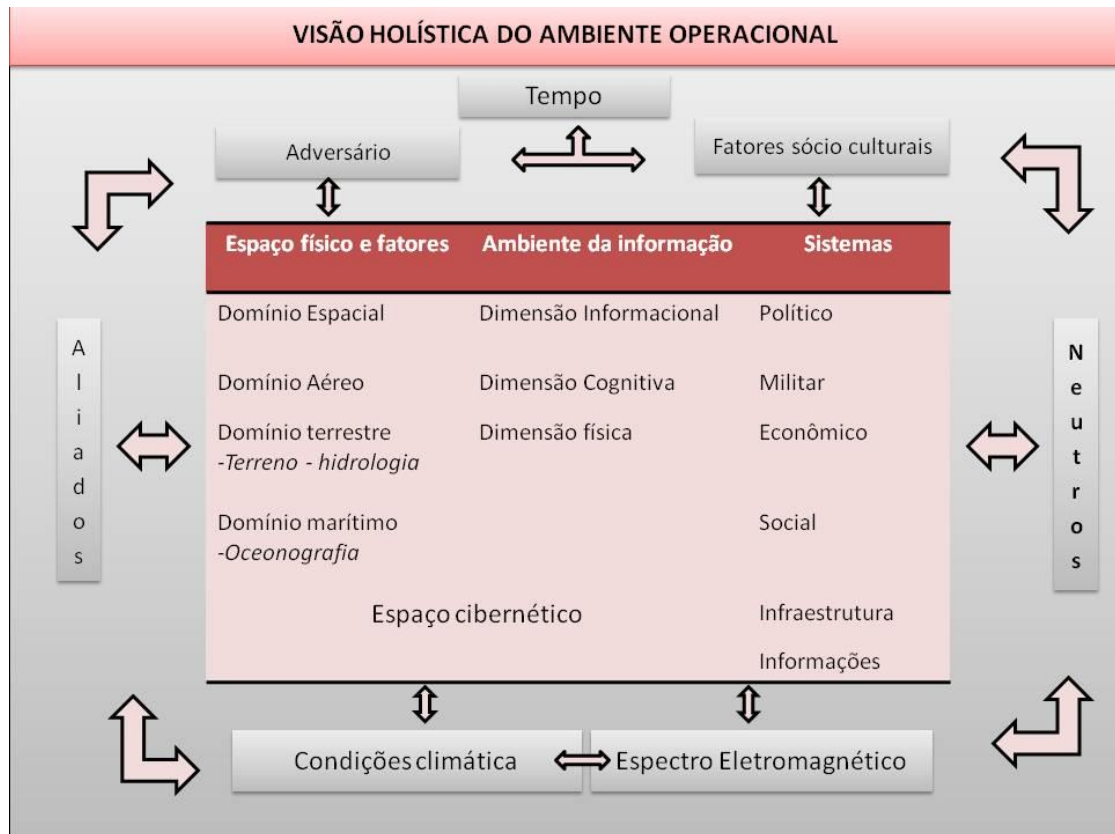 VISÃO HOLÍSTICA DO AMBIENTE OPERACIONAL
Tempo
Adversário
Fatores sócio culturais
Espaço físico e fatores
Ambiente da informação
Sistemas
Domínio Espacial
Dimensão Informacional
Político
Domínio Aéreo
Dimensão Cognitiva
Militar
Domínio terrestre
-Terreno - hidrologia
Dimensão física
Econômico
Domínio marítimo
-Oceonografia
Social
Espaço cibernético
Infraestrutura
Informações
Aliados
Neutros
Condições climática
Espectro Eletromagnético